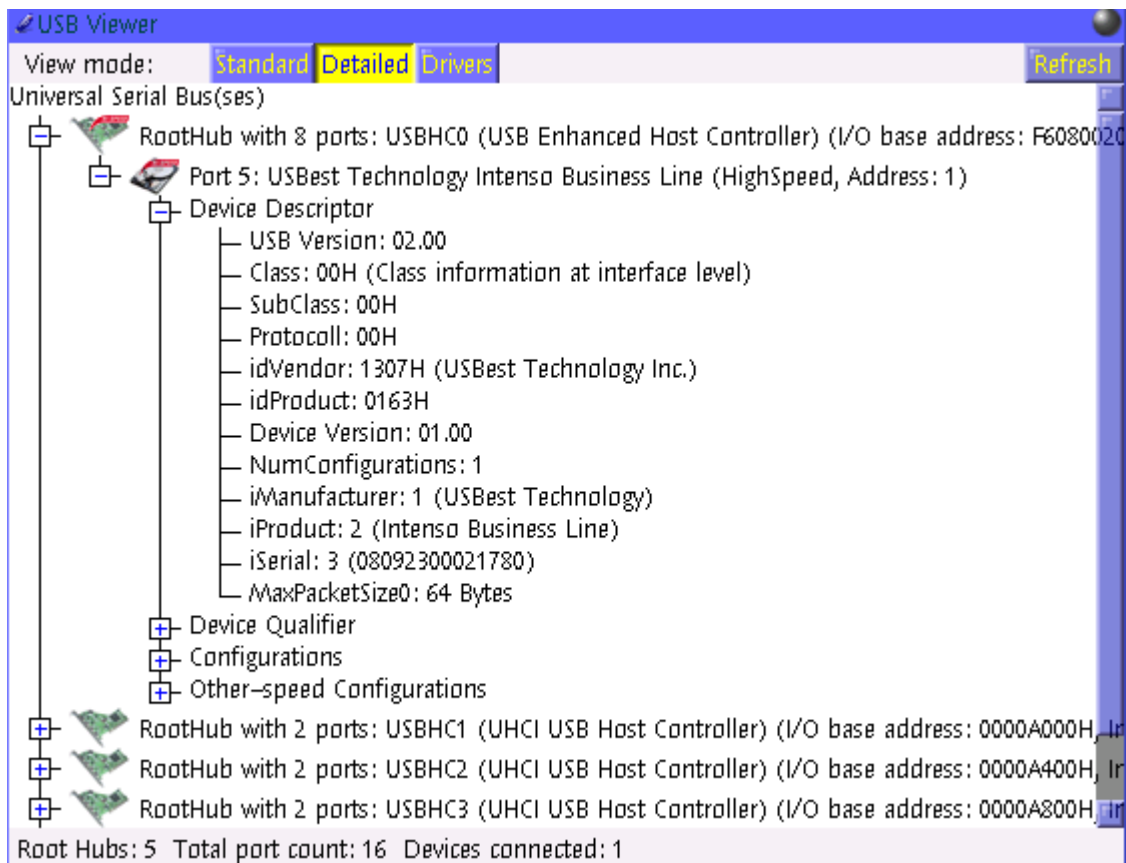 USB Viewer
View mode: Standard Detailed Drivers Refresh
Universal Serial Bus(ses)
RootHub with 8 ports: USBHC0 (USB Enhanced Host Controller) (I/O base address: F6080020
Port 5: USBest Technology Intenso Business Line (HighSpeed, Address: 1)
Device Descriptor
USB Version: 02.00
Class: 00H (Class information at interface level)
SubClass: 00H
Protocoll: 00H
idVendor: 1307H (USBest Technology Inc.)
idProduct: 0163H
Device Version: 01.00
NumConfigurations: 1
iManufacturer: 1 (USBest Technology)
iProduct: 2 (Intenso Business Line)
iSerial: 3 (08092300021780)
MaxPacketSize0: 64 Bytes
Device Qualifier
Configurations
Other-speed Configurations
RootHub with 2 ports: USBHC1 (UHCI USB Host Controller) (I/O base address: 0000A000H, Ir
RootHub with 2 ports: USBHC2 (UHCI USB Host Controller) (I/O base address: 0000A400H, Ir
RootHub with 2 ports: USBHC3 (UHCI USB Host Controller) (I/O base address: 0000A800H, Ir
Root Hubs: 5 Total port count: 16 Devices connected: 1